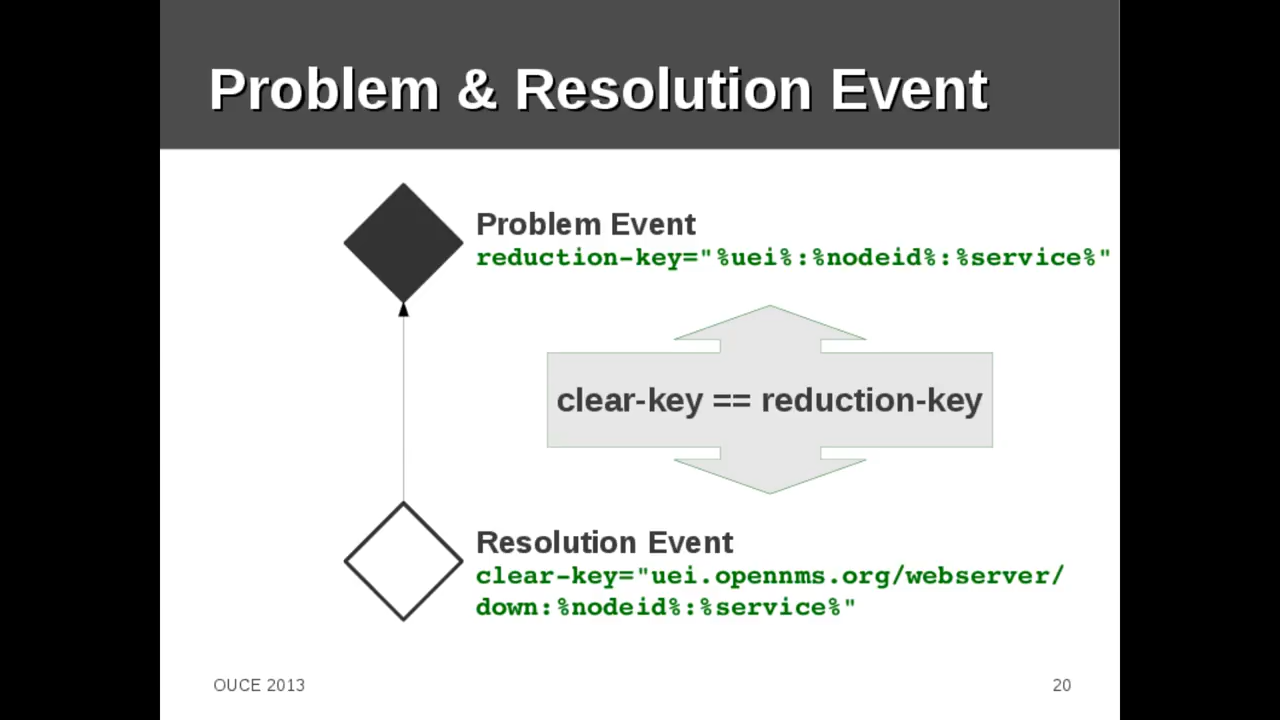 Problem & Resolution Event
Problem Event
reduction-key="%uei%:%nodeid%:%service%"
clear-key == reduction-key
Resolution Event
clear-key="uei.opennms.org/webserver/
down:%nodeid%:%service%"
OUCE 2013
20